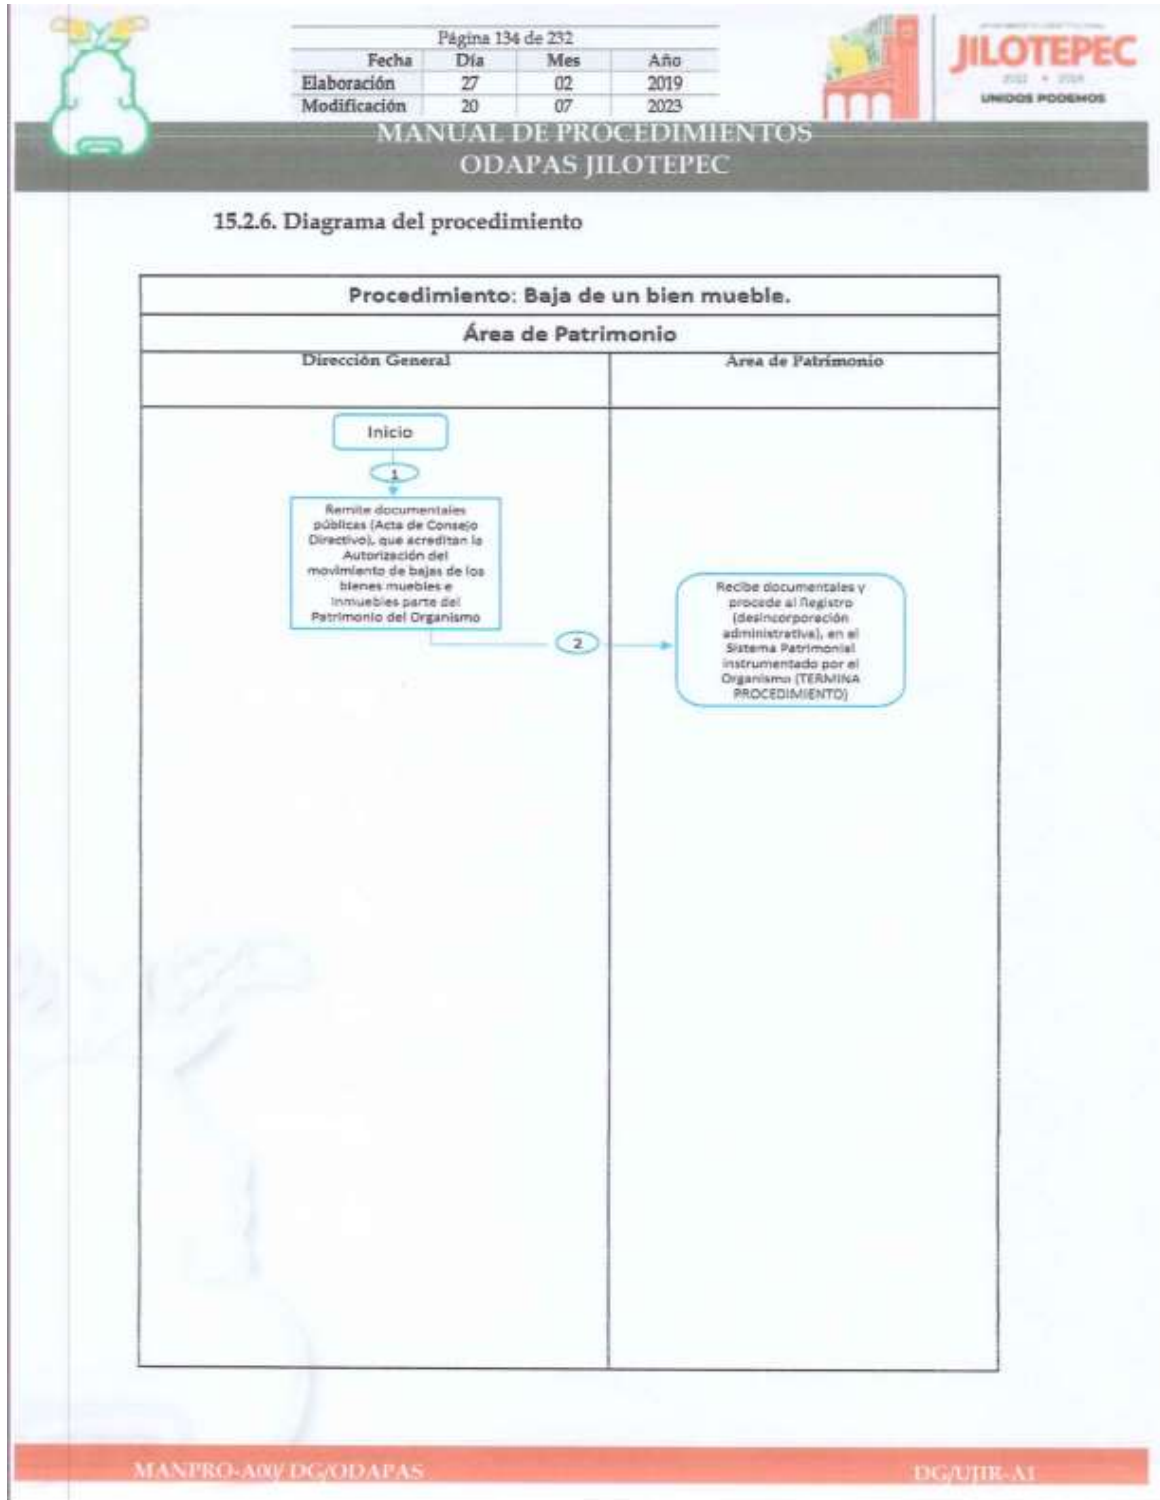 Página 134 de 232
Fecha Día Mes Año
Elaboración 27 02 2019
Modificación 20 07 2023
JILOTEPEC
UNIDOS PODEMOS
MANUAL DE PROCEDIMIENTOS
ODAPAS JILOTEPEC
15.2.6. Diagrama del procedimiento
Procedimiento: Baja de un bien mueble.
Área de Patrimonio
Dirección General
Area de Patrimonio
Inicio
1
Remite documentales
públicas (Acta de Consejo
Directivo), que acreditan la
Autorización del
movimiento de bajas de los
bienes muebles e
Inmuebles parte del
Patrimonio del Organismo
2
Recibe documentales y
procede al Registro
(desincorporación
administrativa), en el
Sistema Patrimonial
instrumentado por el
Organismo (TERMINA
PROCEDIMIENTO)
MANPRO-A00/ DG/ODAPAS
DG/UJIR-A1